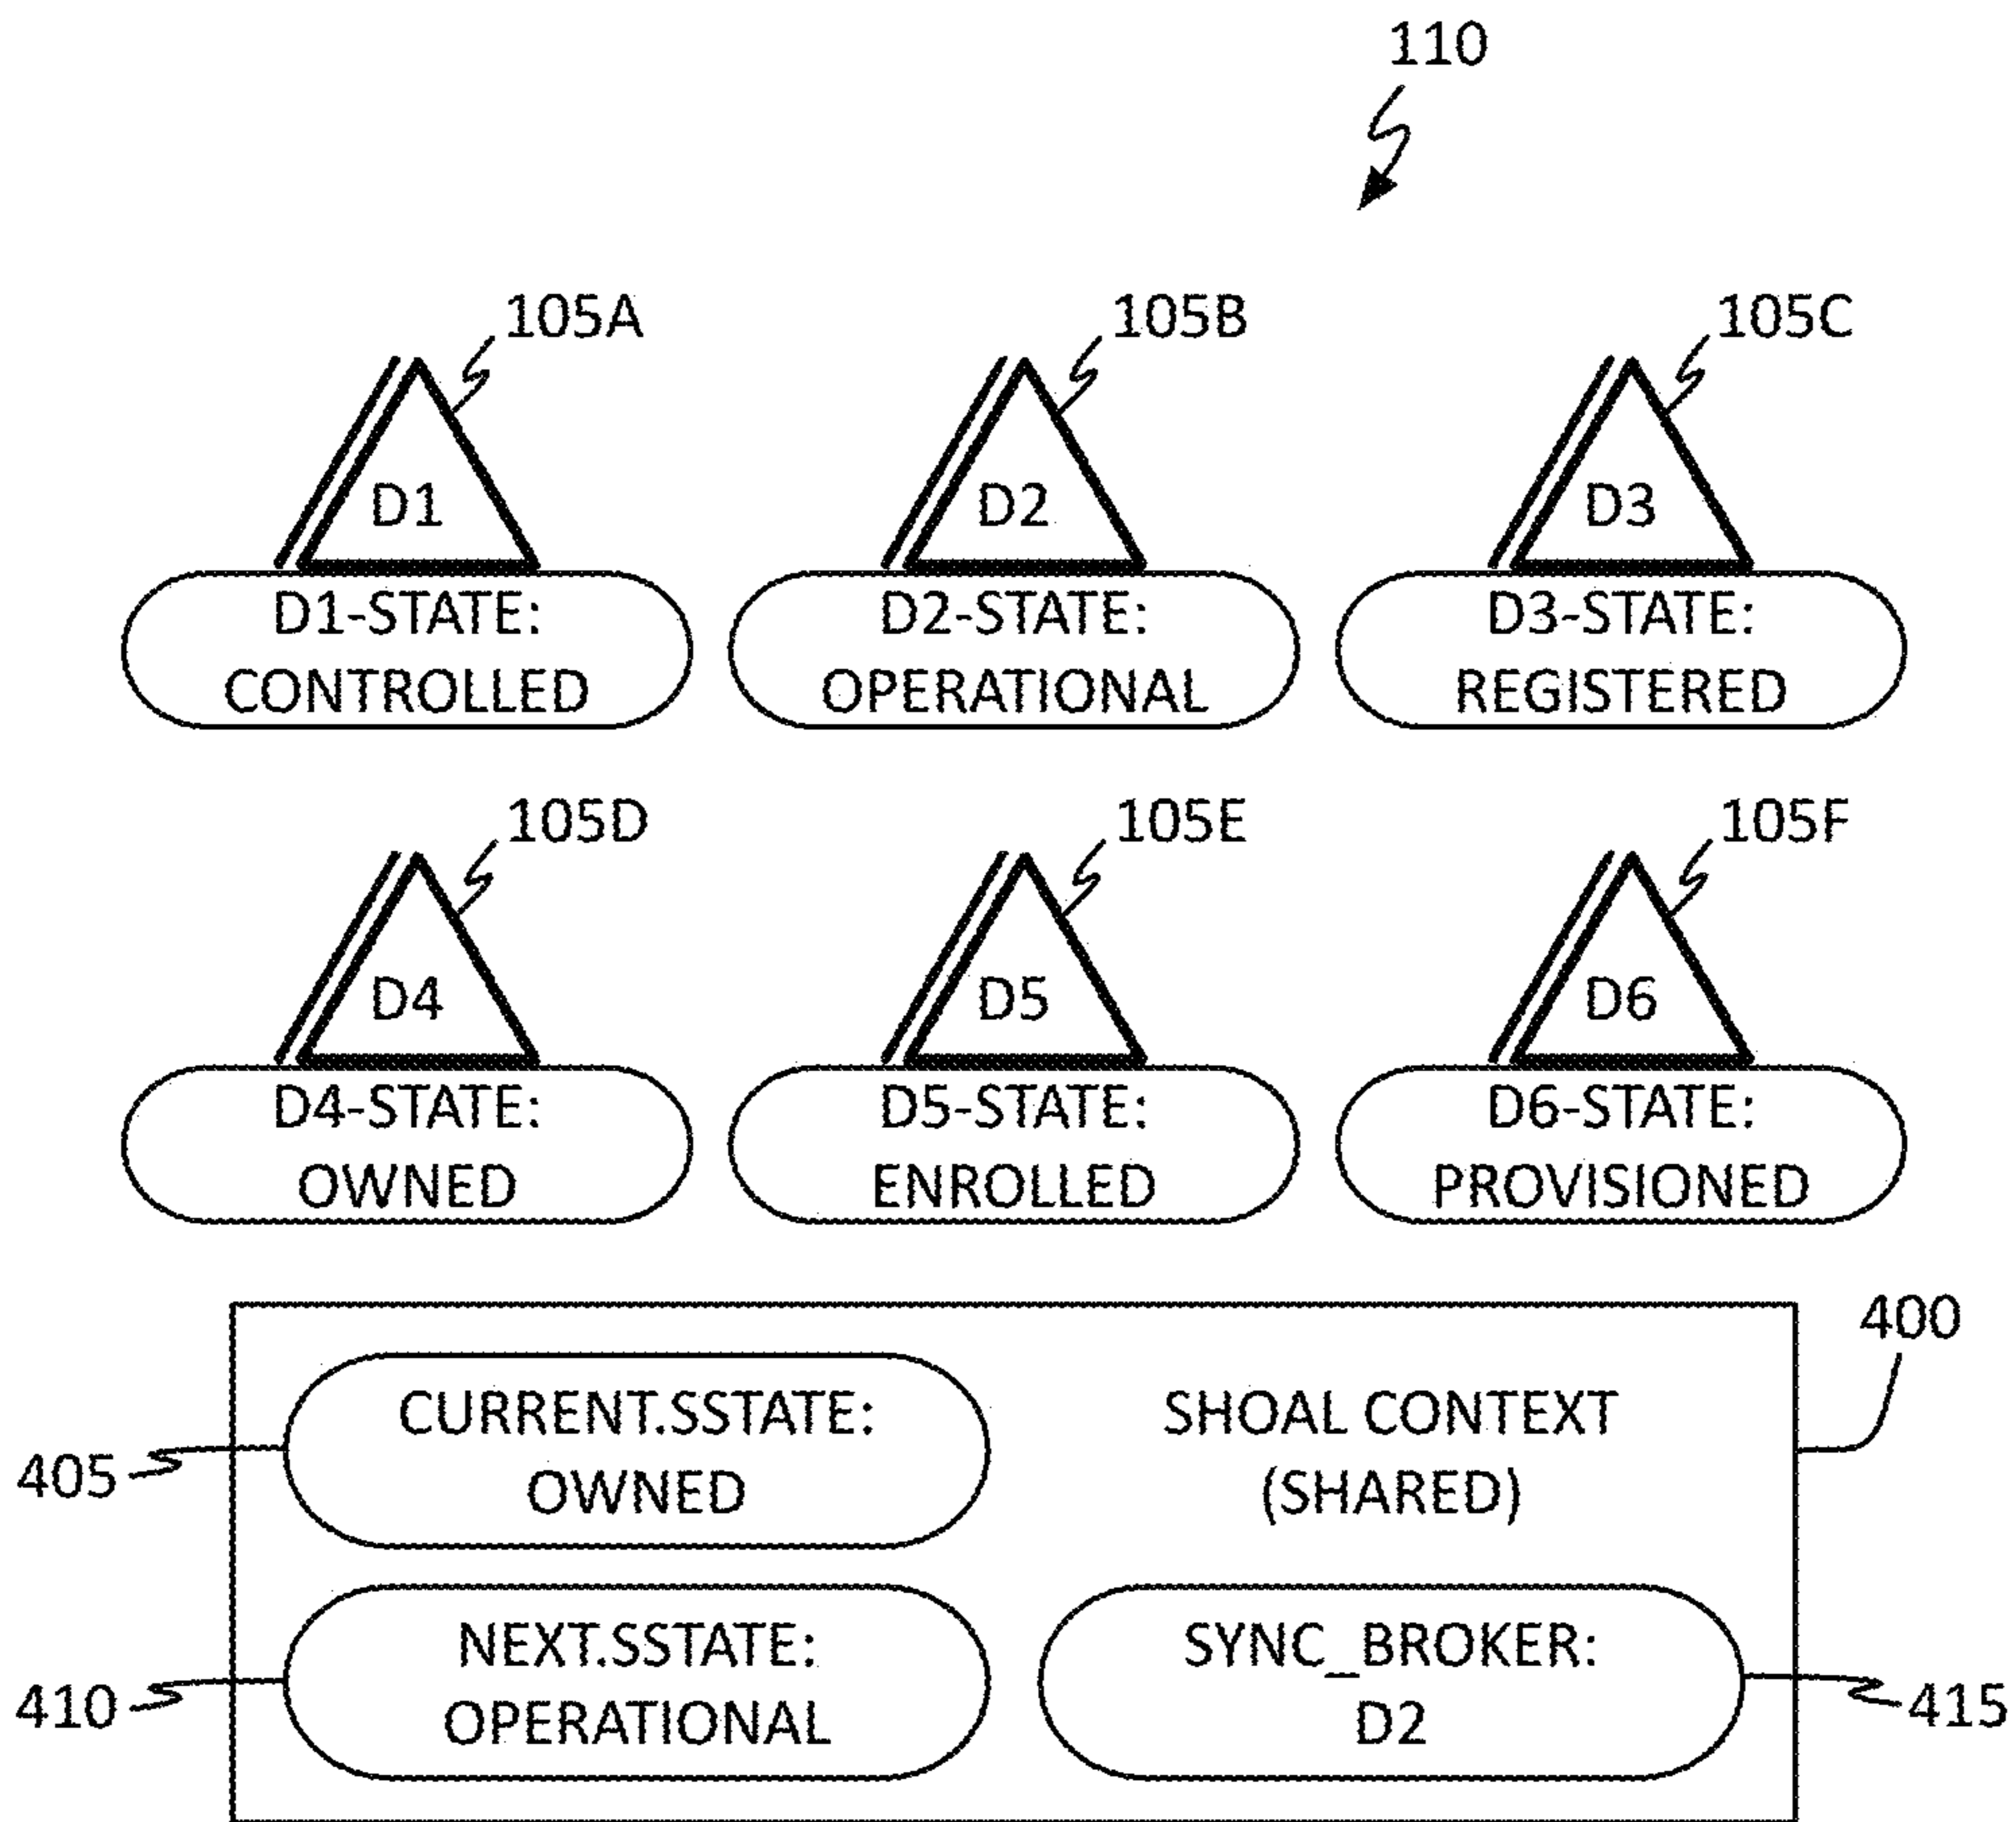 110
105A 105B 105C
D1 D2 D3
D1-STATE: D2-STATE: D3-STATE:
CONTROLLED OPERATIONAL REGISTERED
105D 105E 105F
D4 D5 D6
D4-STATE: D5-STATE: D6-STATE:
OWNED ENROLLED PROVISIONED
400
CURRENT.SSTATE: SHOAL CONTEXT
405 OWNED (SHARED)
NEXT.SSTATE: SYNC_BROKER:
410 OPERATIONAL D2 415